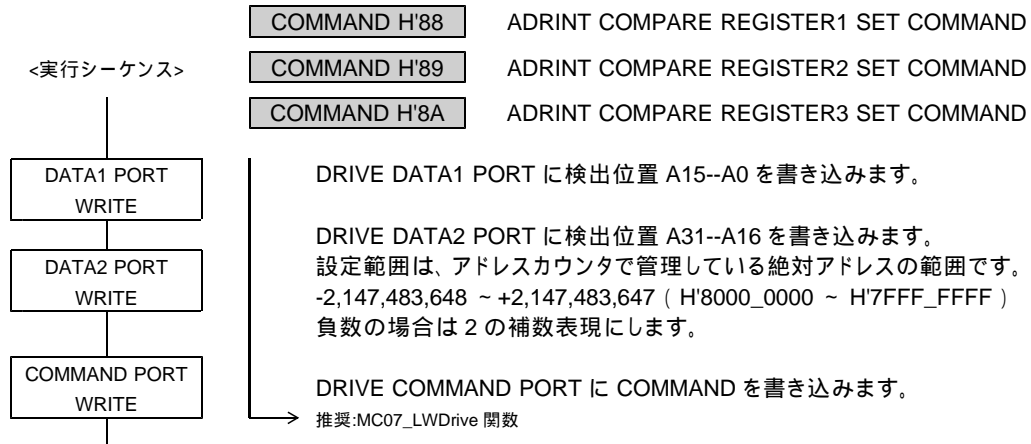 COMMAND H'88 ADRINT COMPARE REGISTER1 SET COMMAND
<実行シーケンス> COMMAND H'89 ADRINT COMPARE REGISTER2 SET COMMAND
COMMAND H'8A ADRINT COMPARE REGISTER3 SET COMMAND
DATA1 PORT
WRITE
DRIVE DATA1 PORT に検出位置 A15--A0 を書き込みます。
DATA2 PORT
WRITE
DRIVE DATA2 PORT に検出位置 A31--A16 を書き込みます。
設定範囲は、アドレスカウンタで管理している絶対アドレスの範囲です。
-2,147,483,648 ~ +2,147,483,647 ( H'8000_0000 ~ H'7FFF_FFFF )
負数の場合は 2 の補数表現にします。
COMMAND PORT
WRITE
DRIVE COMMAND PORT に COMMAND を書き込みます。
推奨:MC07_LWDrive 関数